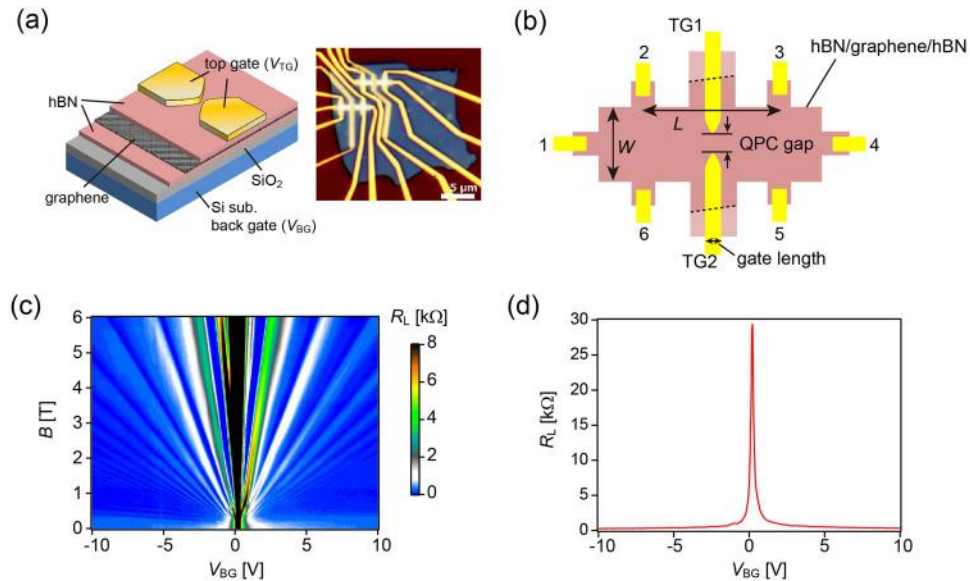 (a)
top gate (VTG)
hBN
graphene
SiO2
Si sub.
back gate (VBG)
5 µm
(b)
TG1
hBN/graphene/hBN
2
3
L
1
W
QPC gap
4
6
5
TG2
gate length
(c)
RL [kΩ]
6
5
4
3
2
1
0
B [T]
8
6
4
2
0
-10
-5
0
5
10
VBG [V]
(d)
30
25
20
15
10
5
0
RL [kΩ]
-10
-5
0
5
10
VBG [V]